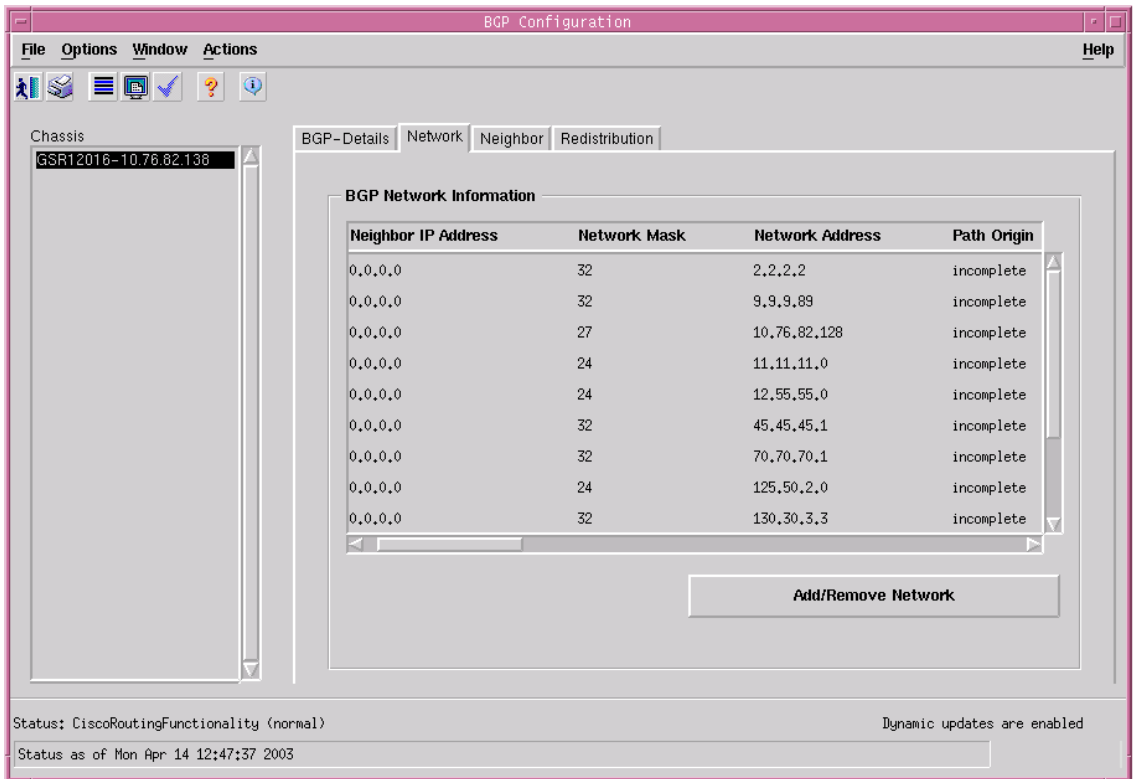 BGP Configuration
File Options Window Actions Help
Chassis
GSR12016-10.76.82.138
BGP-Details Network Neighbor Redistribution
BGP Network Information
Neighbor IP Address Network Mask Network Address Path Origin
0.0.0.0 32 2.2.2.2 incomplete
0.0.0.0 32 9.9.9.89 incomplete
0.0.0.0 27 10.76.82.128 incomplete
0.0.0.0 24 11.11.11.0 incomplete
0.0.0.0 24 12.55.55.0 incomplete
0.0.0.0 32 45.45.45.1 incomplete
0.0.0.0 32 70.70.70.1 incomplete
0.0.0.0 24 125.50.2.0 incomplete
0.0.0.0 32 130.30.3.3 incomplete
Add/Remove Network
Status: CiscoRoutingFunctionality (normal) Dynamic updates are enabled
Status as of Mon Apr 14 12:47:37 2003